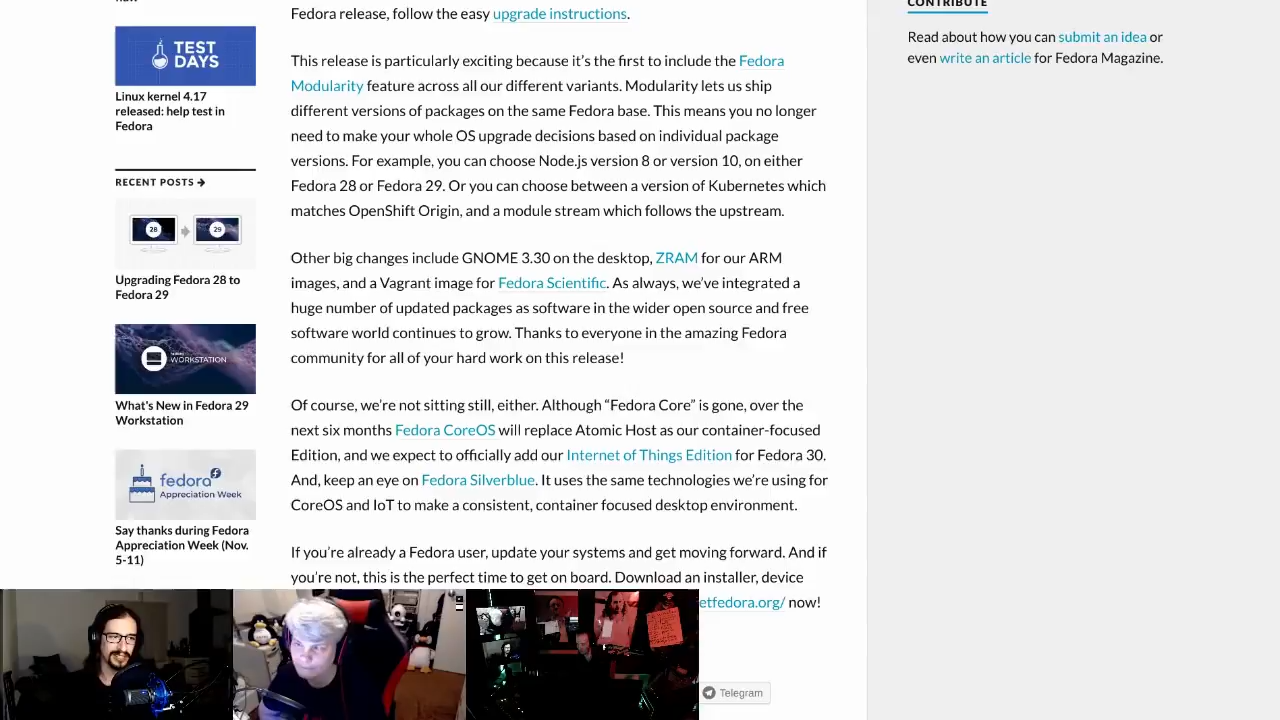 TEST
DAYS
Linux kernel 4.17
released: help test in
Fedora
RECENT POSTS →
28
29
Upgrading Fedora 28 to
Fedora 29
WORKSTATION
What's New in Fedora 29
Workstation
fedora
Appreciation Week
Say thanks during Fedora
Appreciation Week (Nov.
5-11)
Fedora release, follow the easy upgrade instructions.
This release is particularly exciting because it’s the first to include the Fedora
Modularity feature across all our different variants. Modularity lets us ship
different versions of packages on the same Fedora base. This means you no longer
need to make your whole OS upgrade decisions based on individual package
versions. For example, you can choose Node.js version 8 or version 10, on either
Fedora 28 or Fedora 29. Or you can choose between a version of Kubernetes which
matches OpenShift Origin, and a module stream which follows the upstream.
Other big changes include GNOME 3.30 on the desktop, ZRAM for our ARM
images, and a Vagrant image for Fedora Scientific. As always, we’ve integrated a
huge number of updated packages as software in the wider open source and free
software world continues to grow. Thanks to everyone in the amazing Fedora
community for all of your hard work on this release!
Of course, we’re not sitting still, either. Although “Fedora Core” is gone, over the
next six months Fedora CoreOS will replace Atomic Host as our container-focused
Edition, and we expect to officially add our Internet of Things Edition for Fedora 30.
And, keep an eye on Fedora Silverblue. It uses the same technologies we’re using for
CoreOS and IoT to make a consistent, container focused desktop environment.
If you’re already a Fedora user, update your systems and get moving forward. And if
you’re not, this is the perfect time to get on board. Download an installer, device
etfedora.org/ now!
Telegram
CONTRIBUTE
Read about how you can submit an idea or
even write an article for Fedora Magazine.